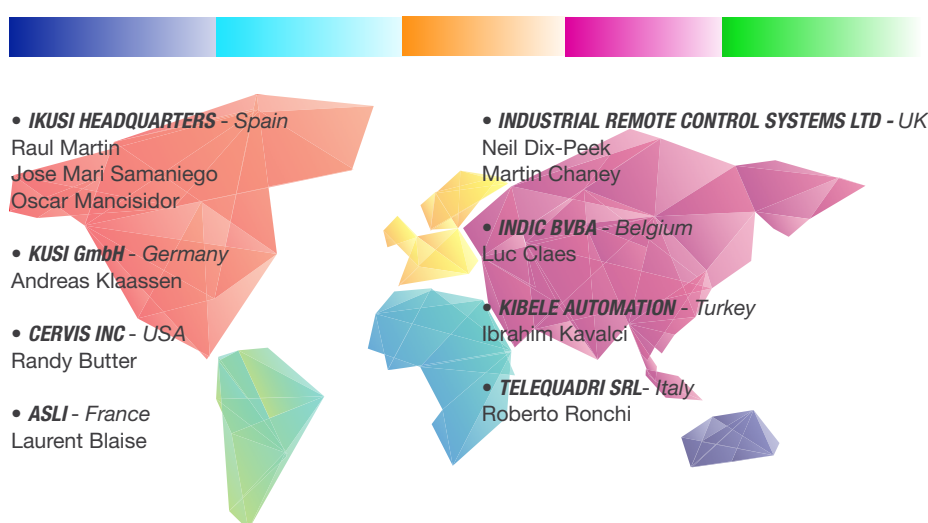 • IKUSI HEADQUARTERS - Spain
Raul Martin
Jose Mari Samaniego
Oscar Mancisidor
• KUSI GmbH - Germany
Andreas Klaassen
• CERVIS INC - USA
Randy Butter
• ASLI - France
Laurent Blaise
• INDUSTRIAL REMOTE CONTROL SYSTEMS LTD - UK
Neil Dix-Peek
Martin Chaney
• INDIC BVBA - Belgium
Luc Claes
• KIBELE AUTOMATION - Turkey
Ibrahim Kavalci
• TELEQUADRI SRL- Italy
Roberto Ronchi